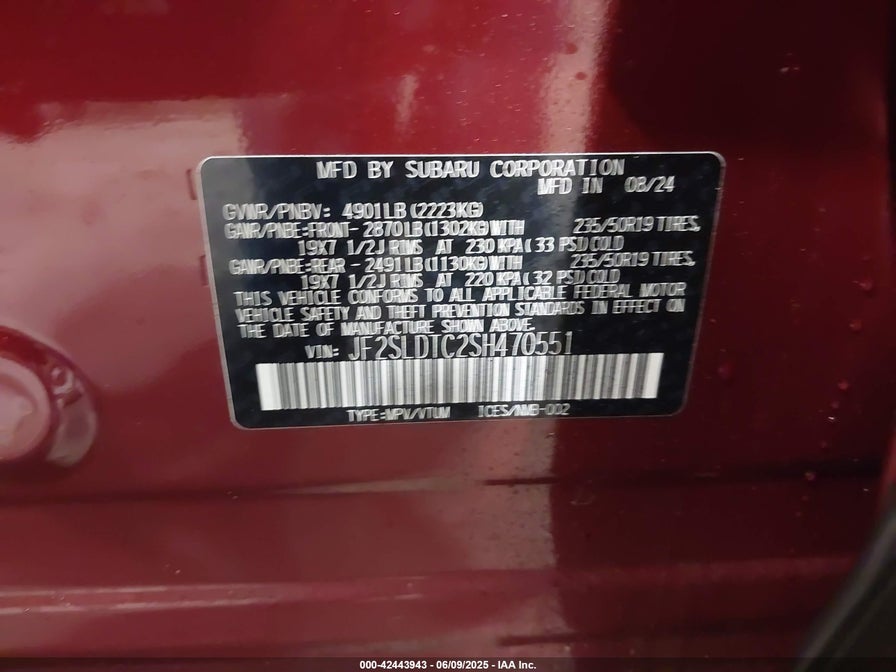 MFD BY SUBARU CORPORATION
MFD IN 08/24
GVWR/PNBV: 4901LB(2223KG)
GAWR/PNBE:FRONT-2870LB(1302KG)WITH 235/50R19 TIRES,
19X7 1/2J RIMS AT 230 KPA(33 PSI)COLD
GAWR/PNBE:REAR -2491LB(1130KG)WITH 235/50R19 TIRES,
19X7 1/2J RIMS AT 220 KPA(32 PSI)COLD
THIS VEHICLE CONFORMS TO ALL APPLICABLE FEDERAL MOTOR
VEHICLE SAFETY AND THEFT PREVENTION STANDARDS IN EFFECT ON
THE DATE OF MANUFACTURE SHOWN ABOVE.
VIN: JF2SLDTC2SH470551
TYPE:MPV/VTUM ICES/NMB-002
000-42443943 - 06/09/2025 - IAA Inc.